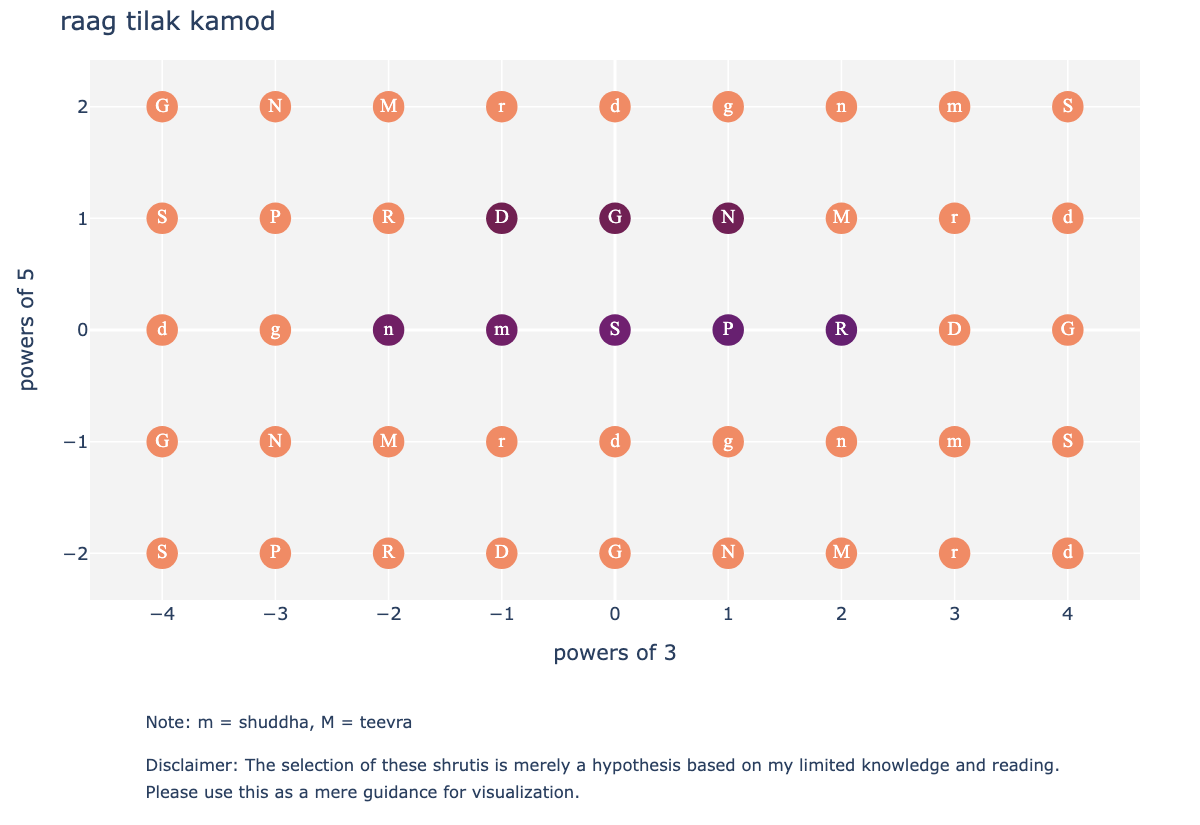 raag tilak kamod
2 G N M r d g n m S
1 S P R D G N M r d
0 d g n m S P R D G
−1 G N M r d g n m S
−2 S P R D G N M r d
−4 −3 −2 −1 0 1 2 3 4
powers of 5
powers of 3
Note: m = shuddha, M = teevra
Disclaimer: The selection of these shrutis is merely a hypothesis based on my limited knowledge and reading.
Please use this as a mere guidance for visualization.